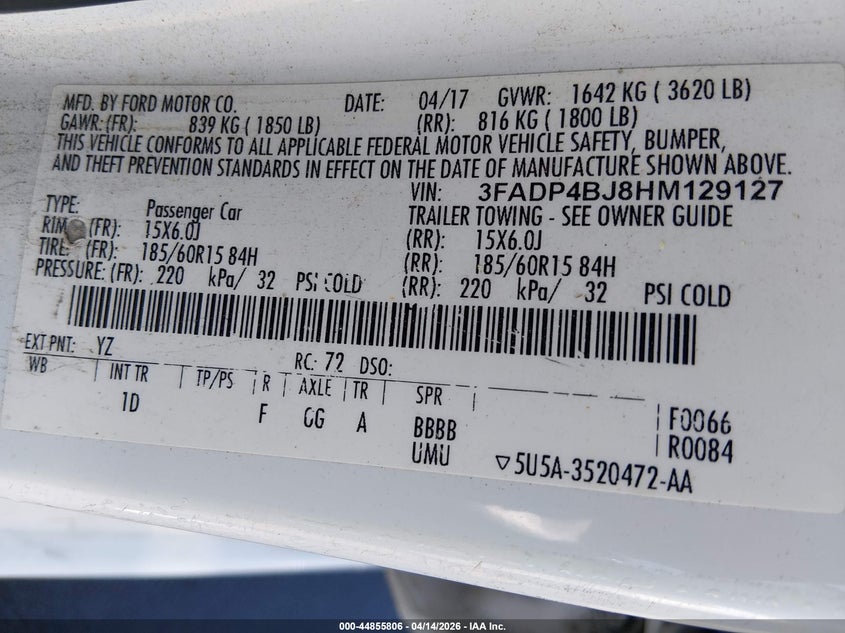 MFD. BY FORD MOTOR CO. DATE: 04/17 GVWR: 1642 KG ( 3620 LB)
GAWR: (FR): 839 KG ( 1850 LB) (RR): 816 KG ( 1800 LB)
THIS VEHICLE CONFORMS TO ALL APPLICABLE FEDERAL MOTOR VEHICLE SAFETY, BUMPER,
AND THEFT PREVENTION STANDARDS IN EFFECT ON THE DATE OF MANUFACTURE SHOWN ABOVE.
VIN: 3FADP4BJ8HM129127
TYPE: Passenger Car TRAILER TOWING - SEE OWNER GUIDE
RIM (FR): 15X6.0J (RR): 15X6.0J
TIRE: (FR): 185/60R15 84H (RR): 185/60R15 84H
PRESSURE: (FR): 220 kPa/ 32 PSI COLD (RR): 220 kPa/ 32 PSI COLD
EXT PNT: YZ RC: 72 DSO:
WB INT TR TP/PS R AXLE TR SPR
1D F GG A BBBB F0066
UMU R0084
5U5A-3520472-AA
000-44855806 - 04/14/2026 - IAA Inc.